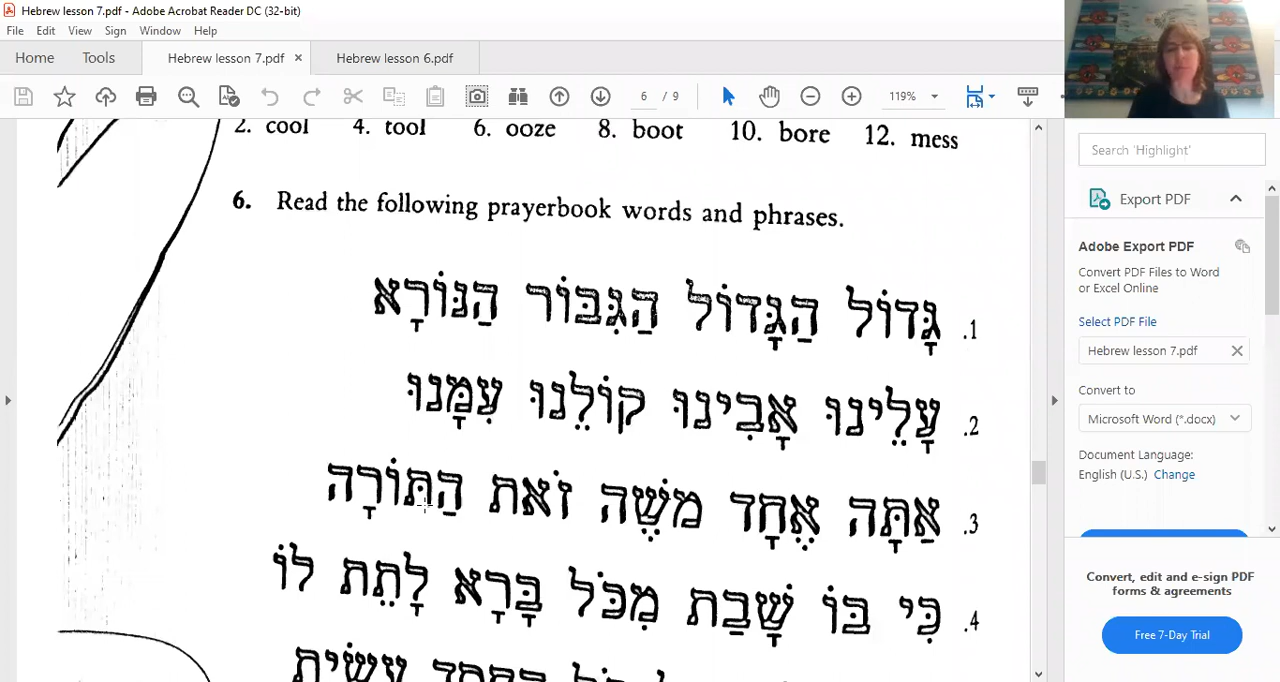 Hebrew lesson 7.pdf - Adobe Acrobat Reader DC (32-bit)
File Edit View Sign Window Help
Home Tools Hebrew lesson 7.pdf × Hebrew lesson 6.pdf
6 / 9 119%
2. cool 4. tool 6. ooze 8. boot 10. bore 12. mess
6. Read the following prayerbook words and phrases.
1. גָּדוֹל הַגָּדוֹל הַגִּבּוֹר הַנּוֹרָא
2. עָלֵינוּ אָבִינוּ קוֹלֵנוּ עִמָּנוּ
3. אַתָּה אֶחָד מֹשֶׁה זֹאת הַתּוֹרָה
4. כִּי בּוֹ שָׁבַת מִכֹּל בָּרָא לָתֵת לוֹ
Search 'Highlight'
Export PDF
Adobe Export PDF
Convert PDF Files to Word
or Excel Online
Select PDF File
Hebrew lesson 7.pdf
Convert to
Microsoft Word (*.docx)
Document Language:
English (U.S.) Change
Convert, edit and e-sign PDF
forms & agreements
Free 7-Day Trial